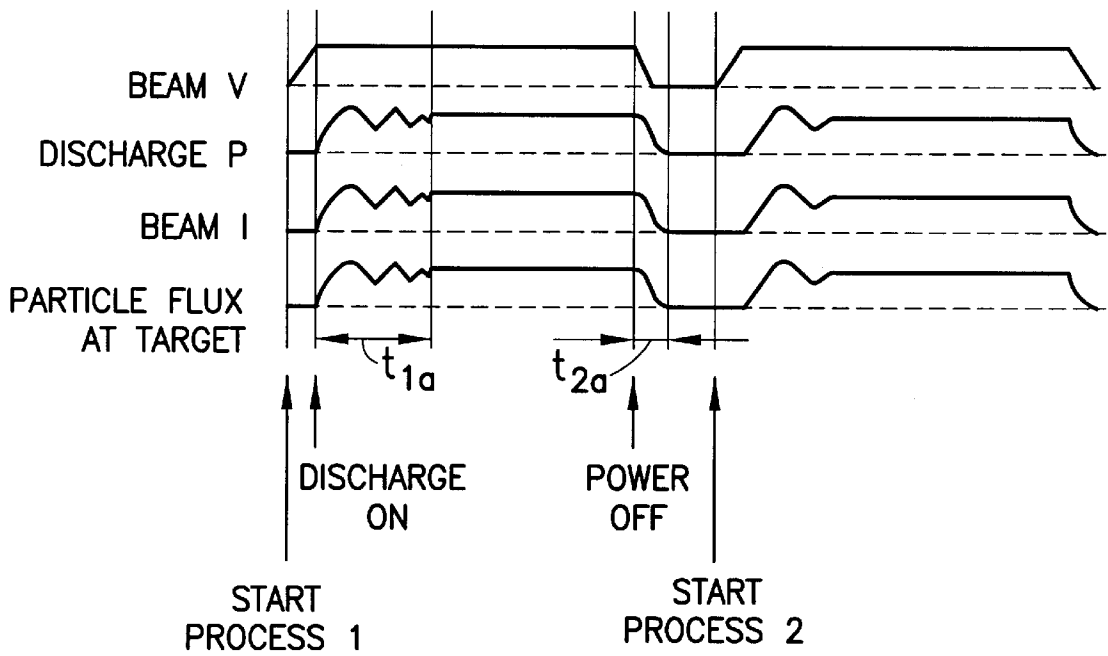 BEAM V
DISCHARGE P
BEAM I
PARTICLE FLUX
AT TARGET
t1a
t2a
DISCHARGE
ON
POWER
OFF
START
PROCESS 1
START
PROCESS 2